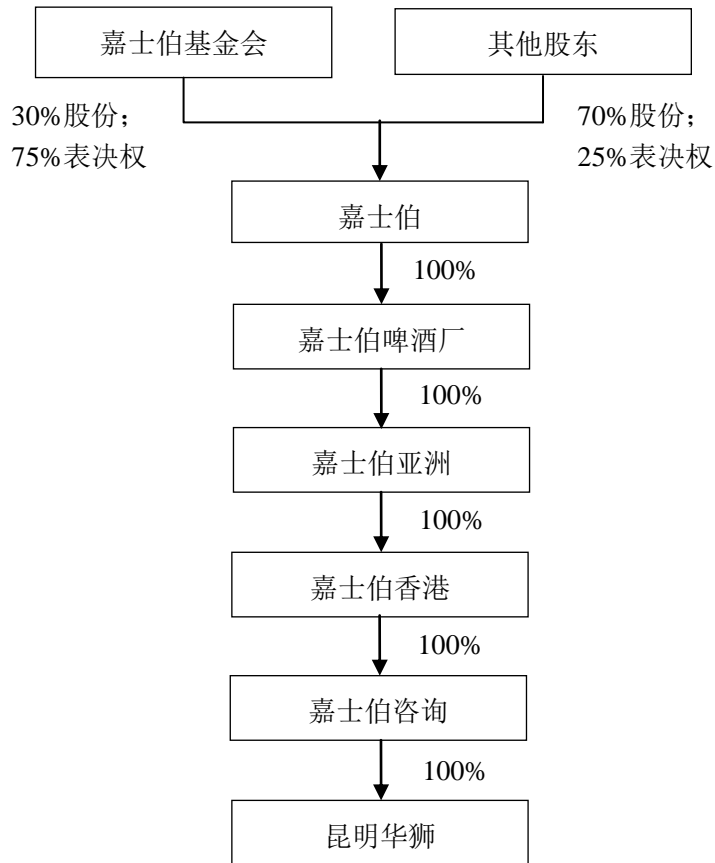 嘉士伯基金会
其他股东
30%股份；
75%表决权
70%股份；
25%表决权
嘉士伯
100%
嘉士伯啤酒厂
100%
嘉士伯亚洲
100%
嘉士伯香港
100%
嘉士伯咨询
100%
昆明华狮